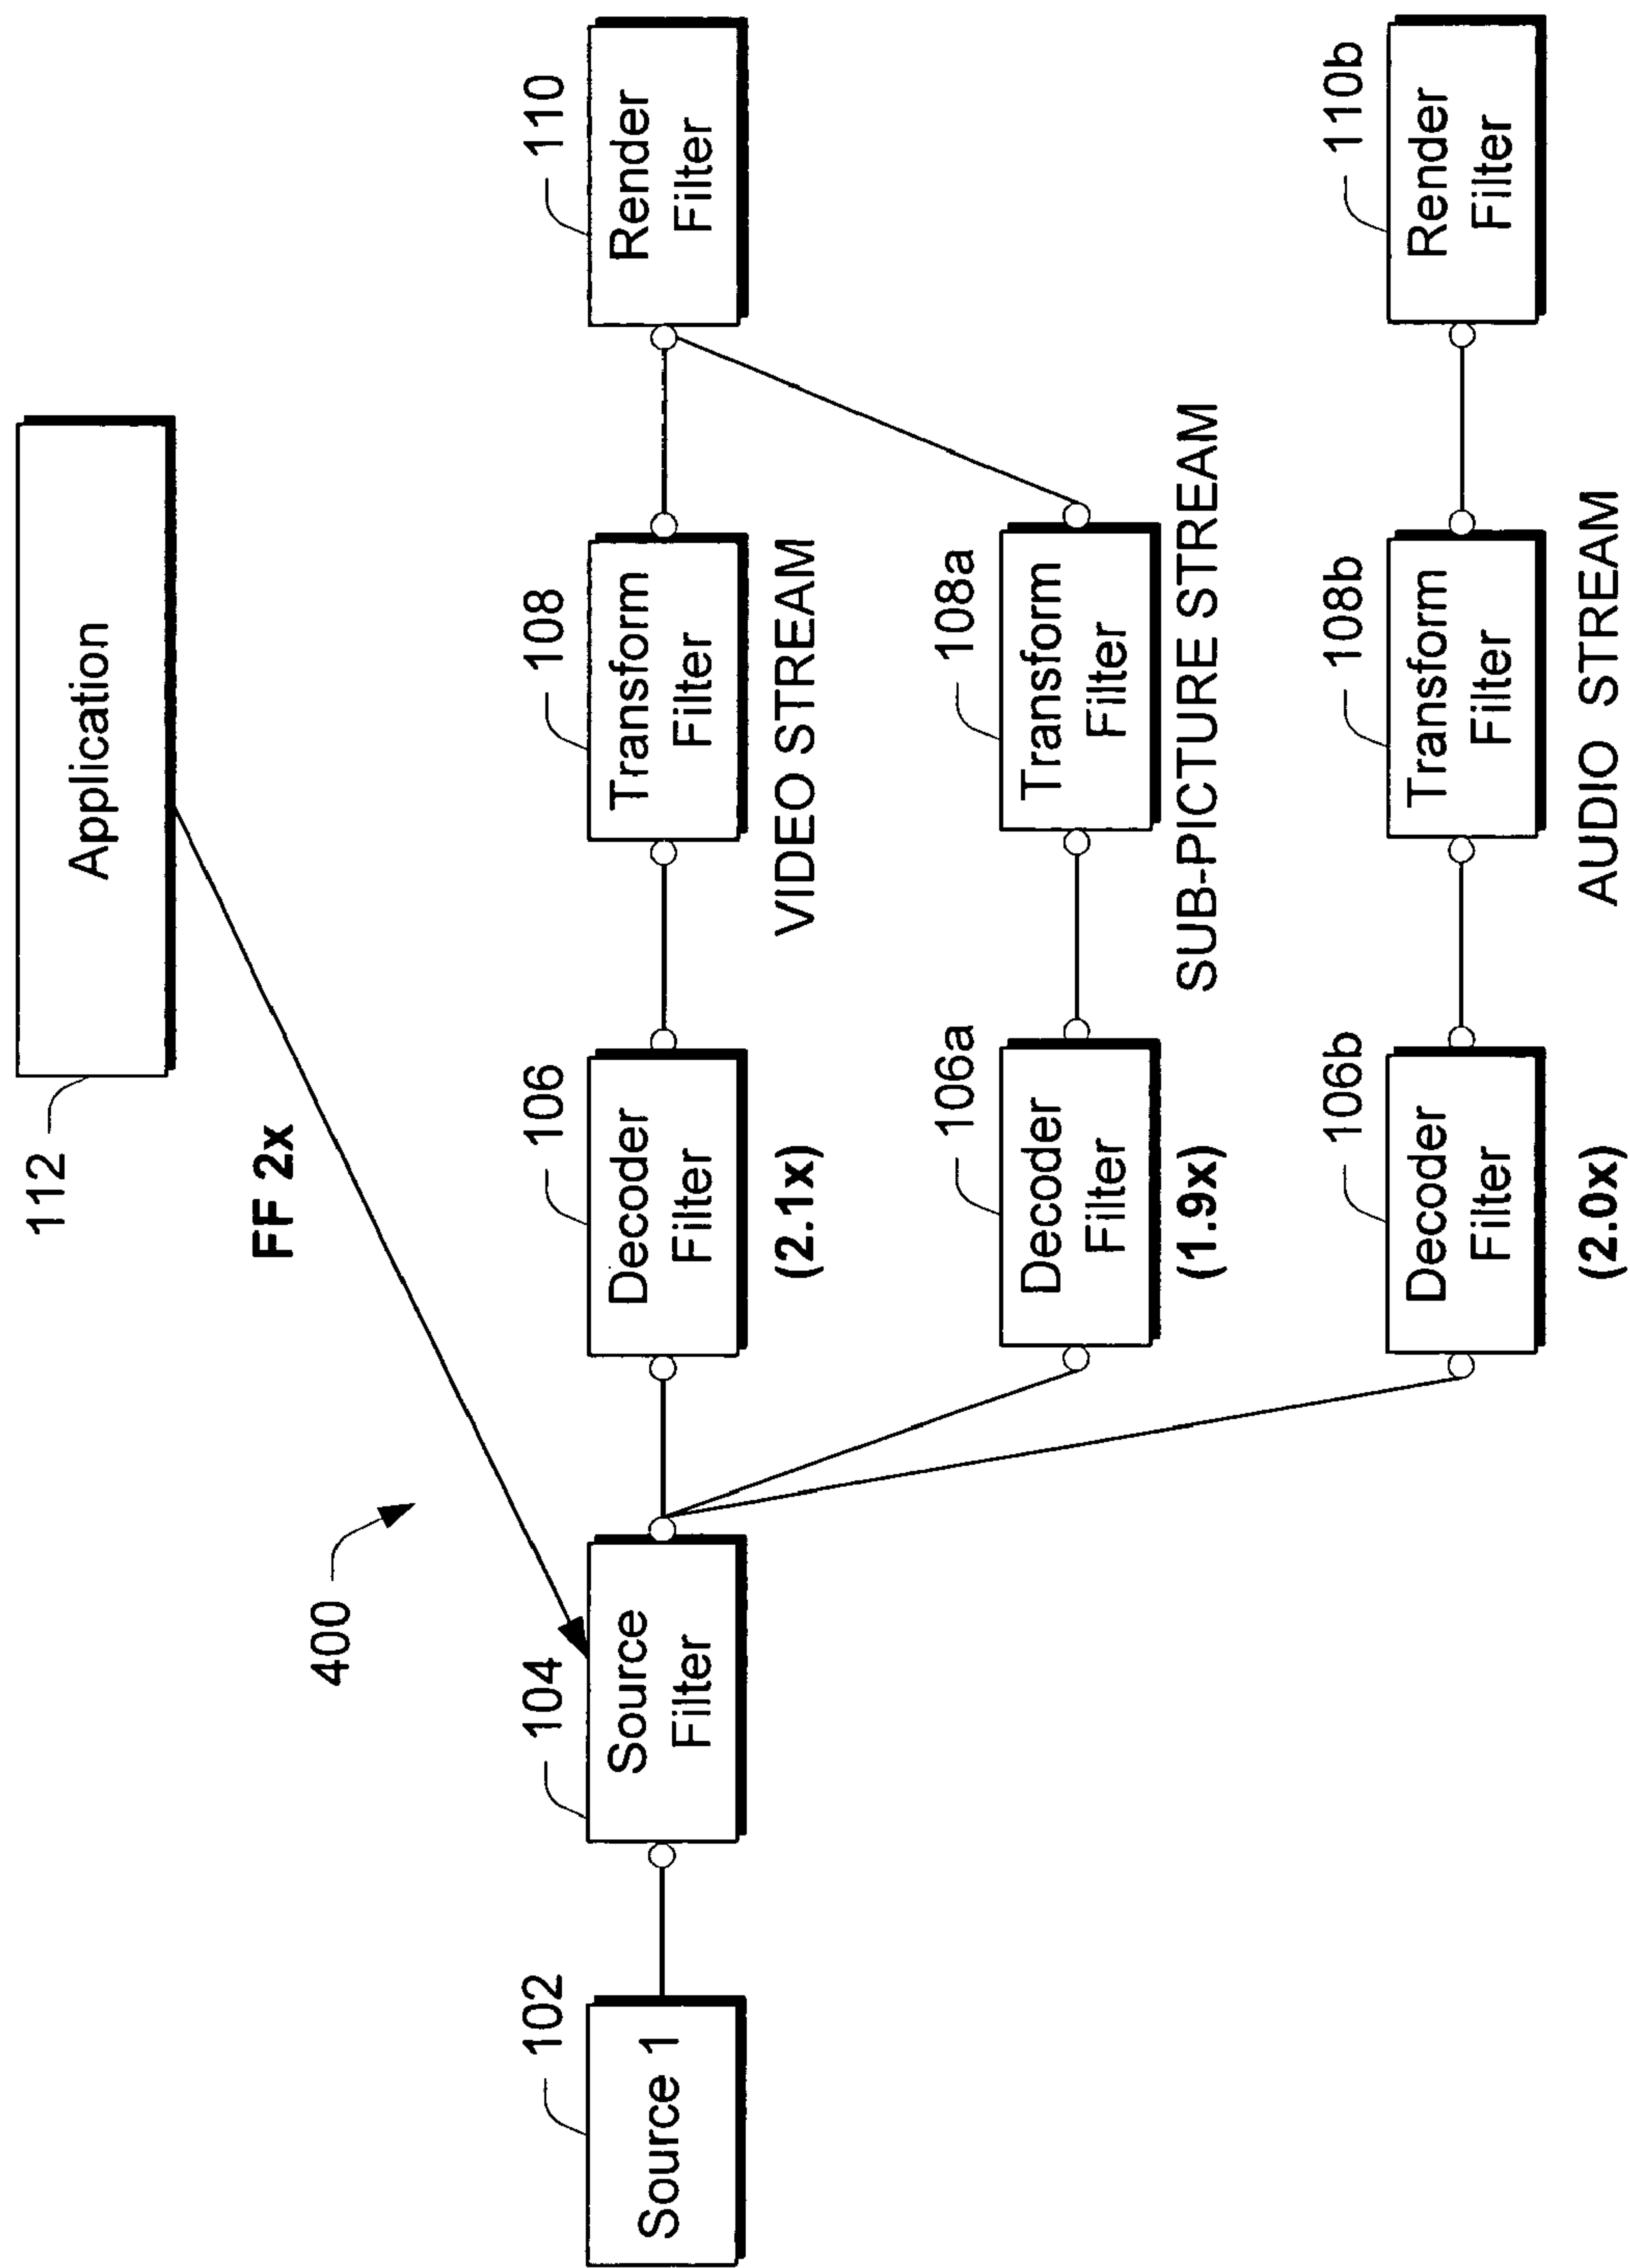 Application
112
FF 2x
400
102
Source 1
104
Source
Filter
106
Decoder
Filter
(2.1x)
108
Transform
Filter
VIDEO STREAM
110
Render
Filter
106a
Decoder
Filter
(1.9x)
108a
Transform
Filter
SUB-PICTURE STREAM
106b
Decoder
Filter
(2.0x)
108b
Transform
Filter
AUDIO STREAM
110b
Render
Filter